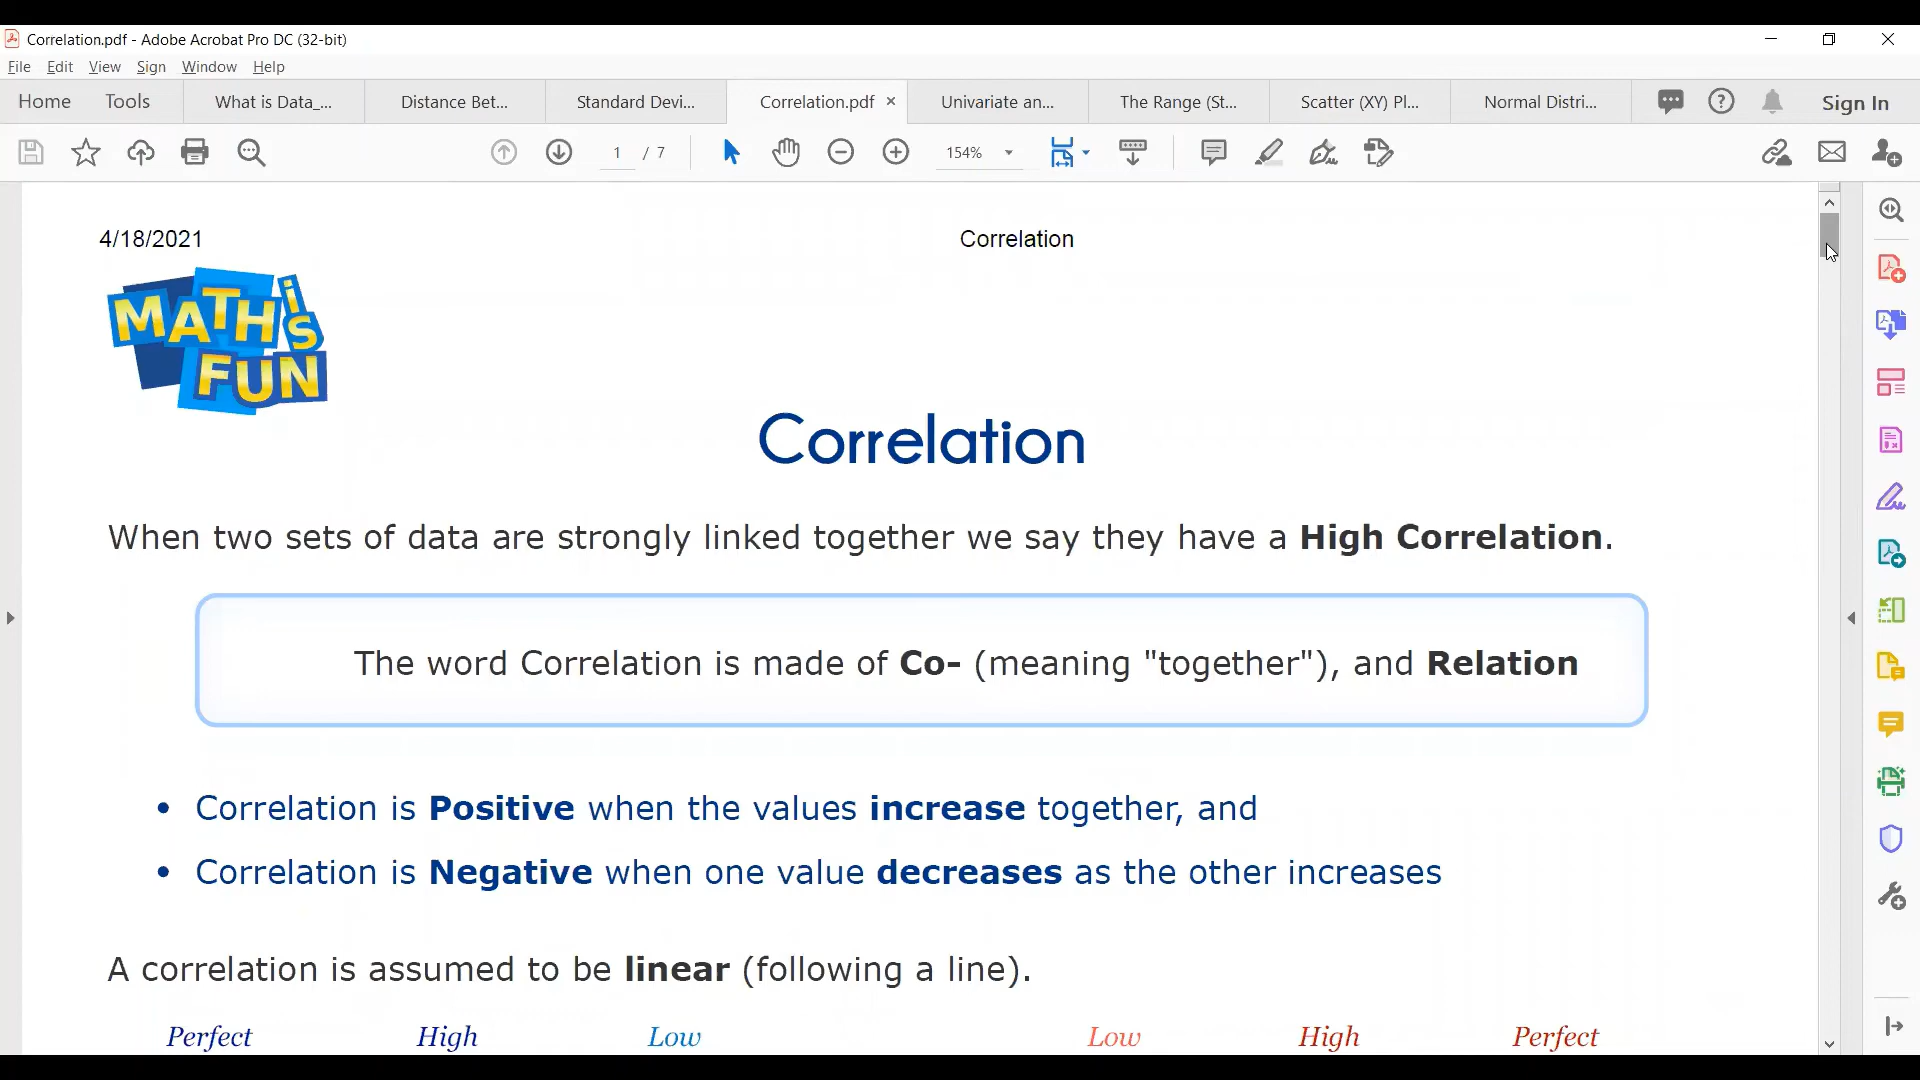 Correlation.pdf - Adobe Acrobat Pro DC (32-bit)
File Edit View Sign Window Help
Home Tools What is Data_... Distance Bet... Standard Devi... Correlation.pdf × Univariate an... The Range (St... Scatter (XY) Pl... Normal Distri... Sign In
1 / 7 154%
4/18/2021 Correlation
MATH iS FUN
Correlation
When two sets of data are strongly linked together we say they have a High Correlation.
The word Correlation is made of Co- (meaning "together"), and Relation
• Correlation is Positive when the values increase together, and
• Correlation is Negative when one value decreases as the other increases
A correlation is assumed to be linear (following a line).
Perfect High Low Low High Perfect